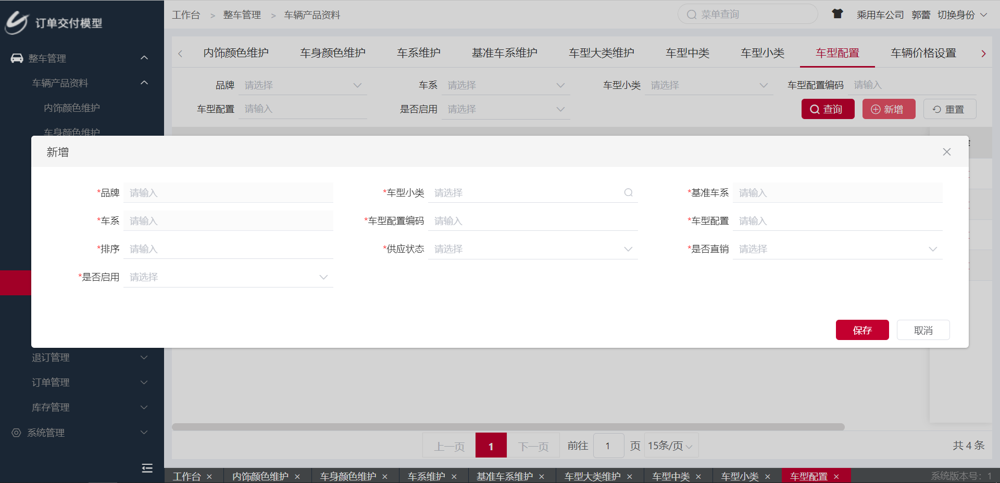 订单交付模型
工作台 > 整车管理 > 车辆产品资料
菜单查询
乘用车公司 郭蕾 切换身份
整车管理
车辆产品资料
内饰颜色维护
车身颜色维护
内饰颜色维护 车身颜色维护 车系维护 基准车系维护 车型大类维护 车型中类 车型小类 车型配置 车辆价格设置
品牌 请选择 车系 请选择 车型小类 请选择 车型配置编码 请输入
车型配置 请输入 是否启用 请选择 查询 新增 重置
新增
*品牌 请输入 *车型小类 请选择 *基准车系 请输入
*车系 请输入 *车型配置编码 请输入 *车型配置 请输入
*排序 请输入 *供应状态 请选择 *是否直销 请选择
*是否启用 请选择
保存 取消
退订管理
订单管理
库存管理
系统管理
上一页 1 下一页 前往 1 页 15条/页 共 4 条
工作台 × 内饰颜色维护 × 车身颜色维护 × 车系维护 × 基准车系维护 × 车型大类维护 × 车型中类 × 车型小类 × 车型配置 × 系统版本号：1